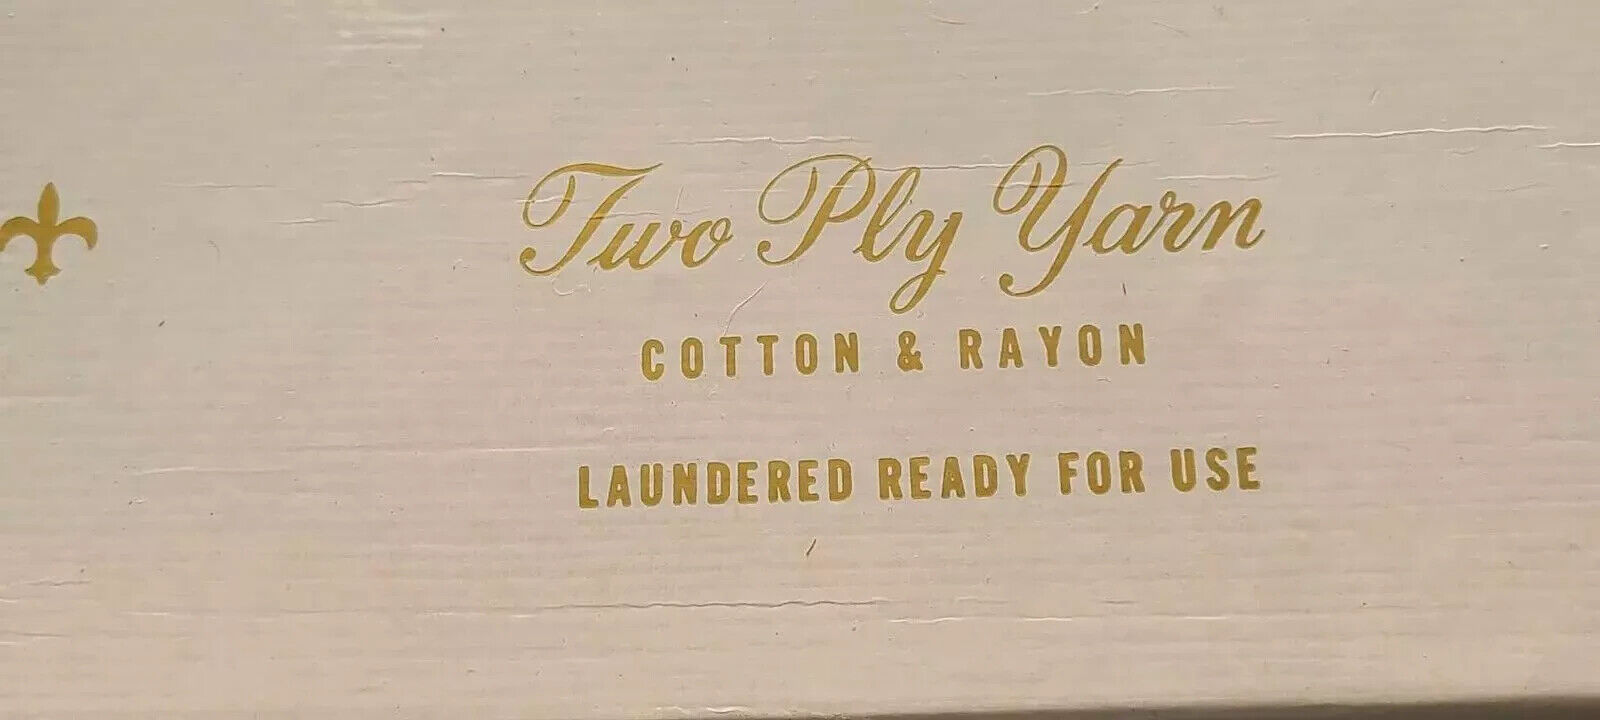 Two Ply Yarn
COTTON & RAYON
LAUNDERED READY FOR USE